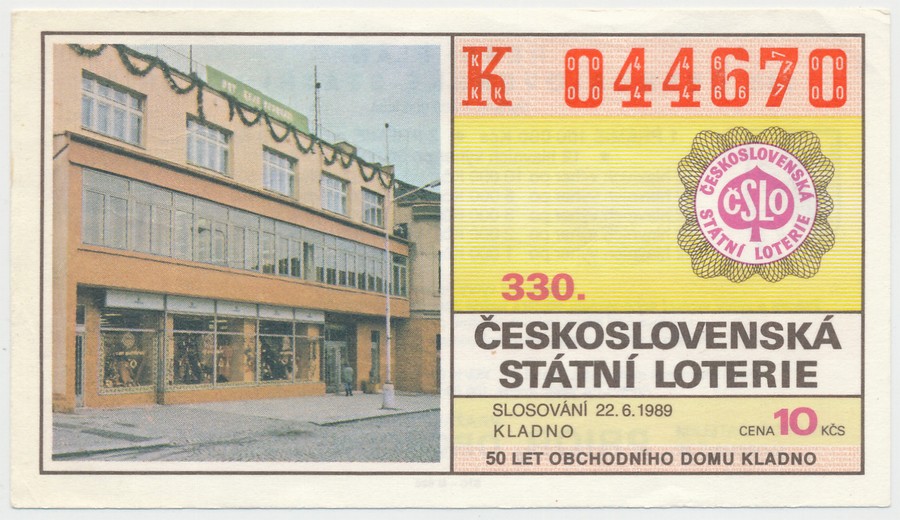 K 044670
ČESKOSLOVENSKÁ
ČSLO
STÁTNÍ LOTERIE
330.
ČESKOSLOVENSKÁ
STÁTNÍ LOTERIE
SLOSOVÁNÍ 22.6.1989
KLADNO
CENA 10 KČS
50 LET OBCHODNÍHO DOMU KLADNO